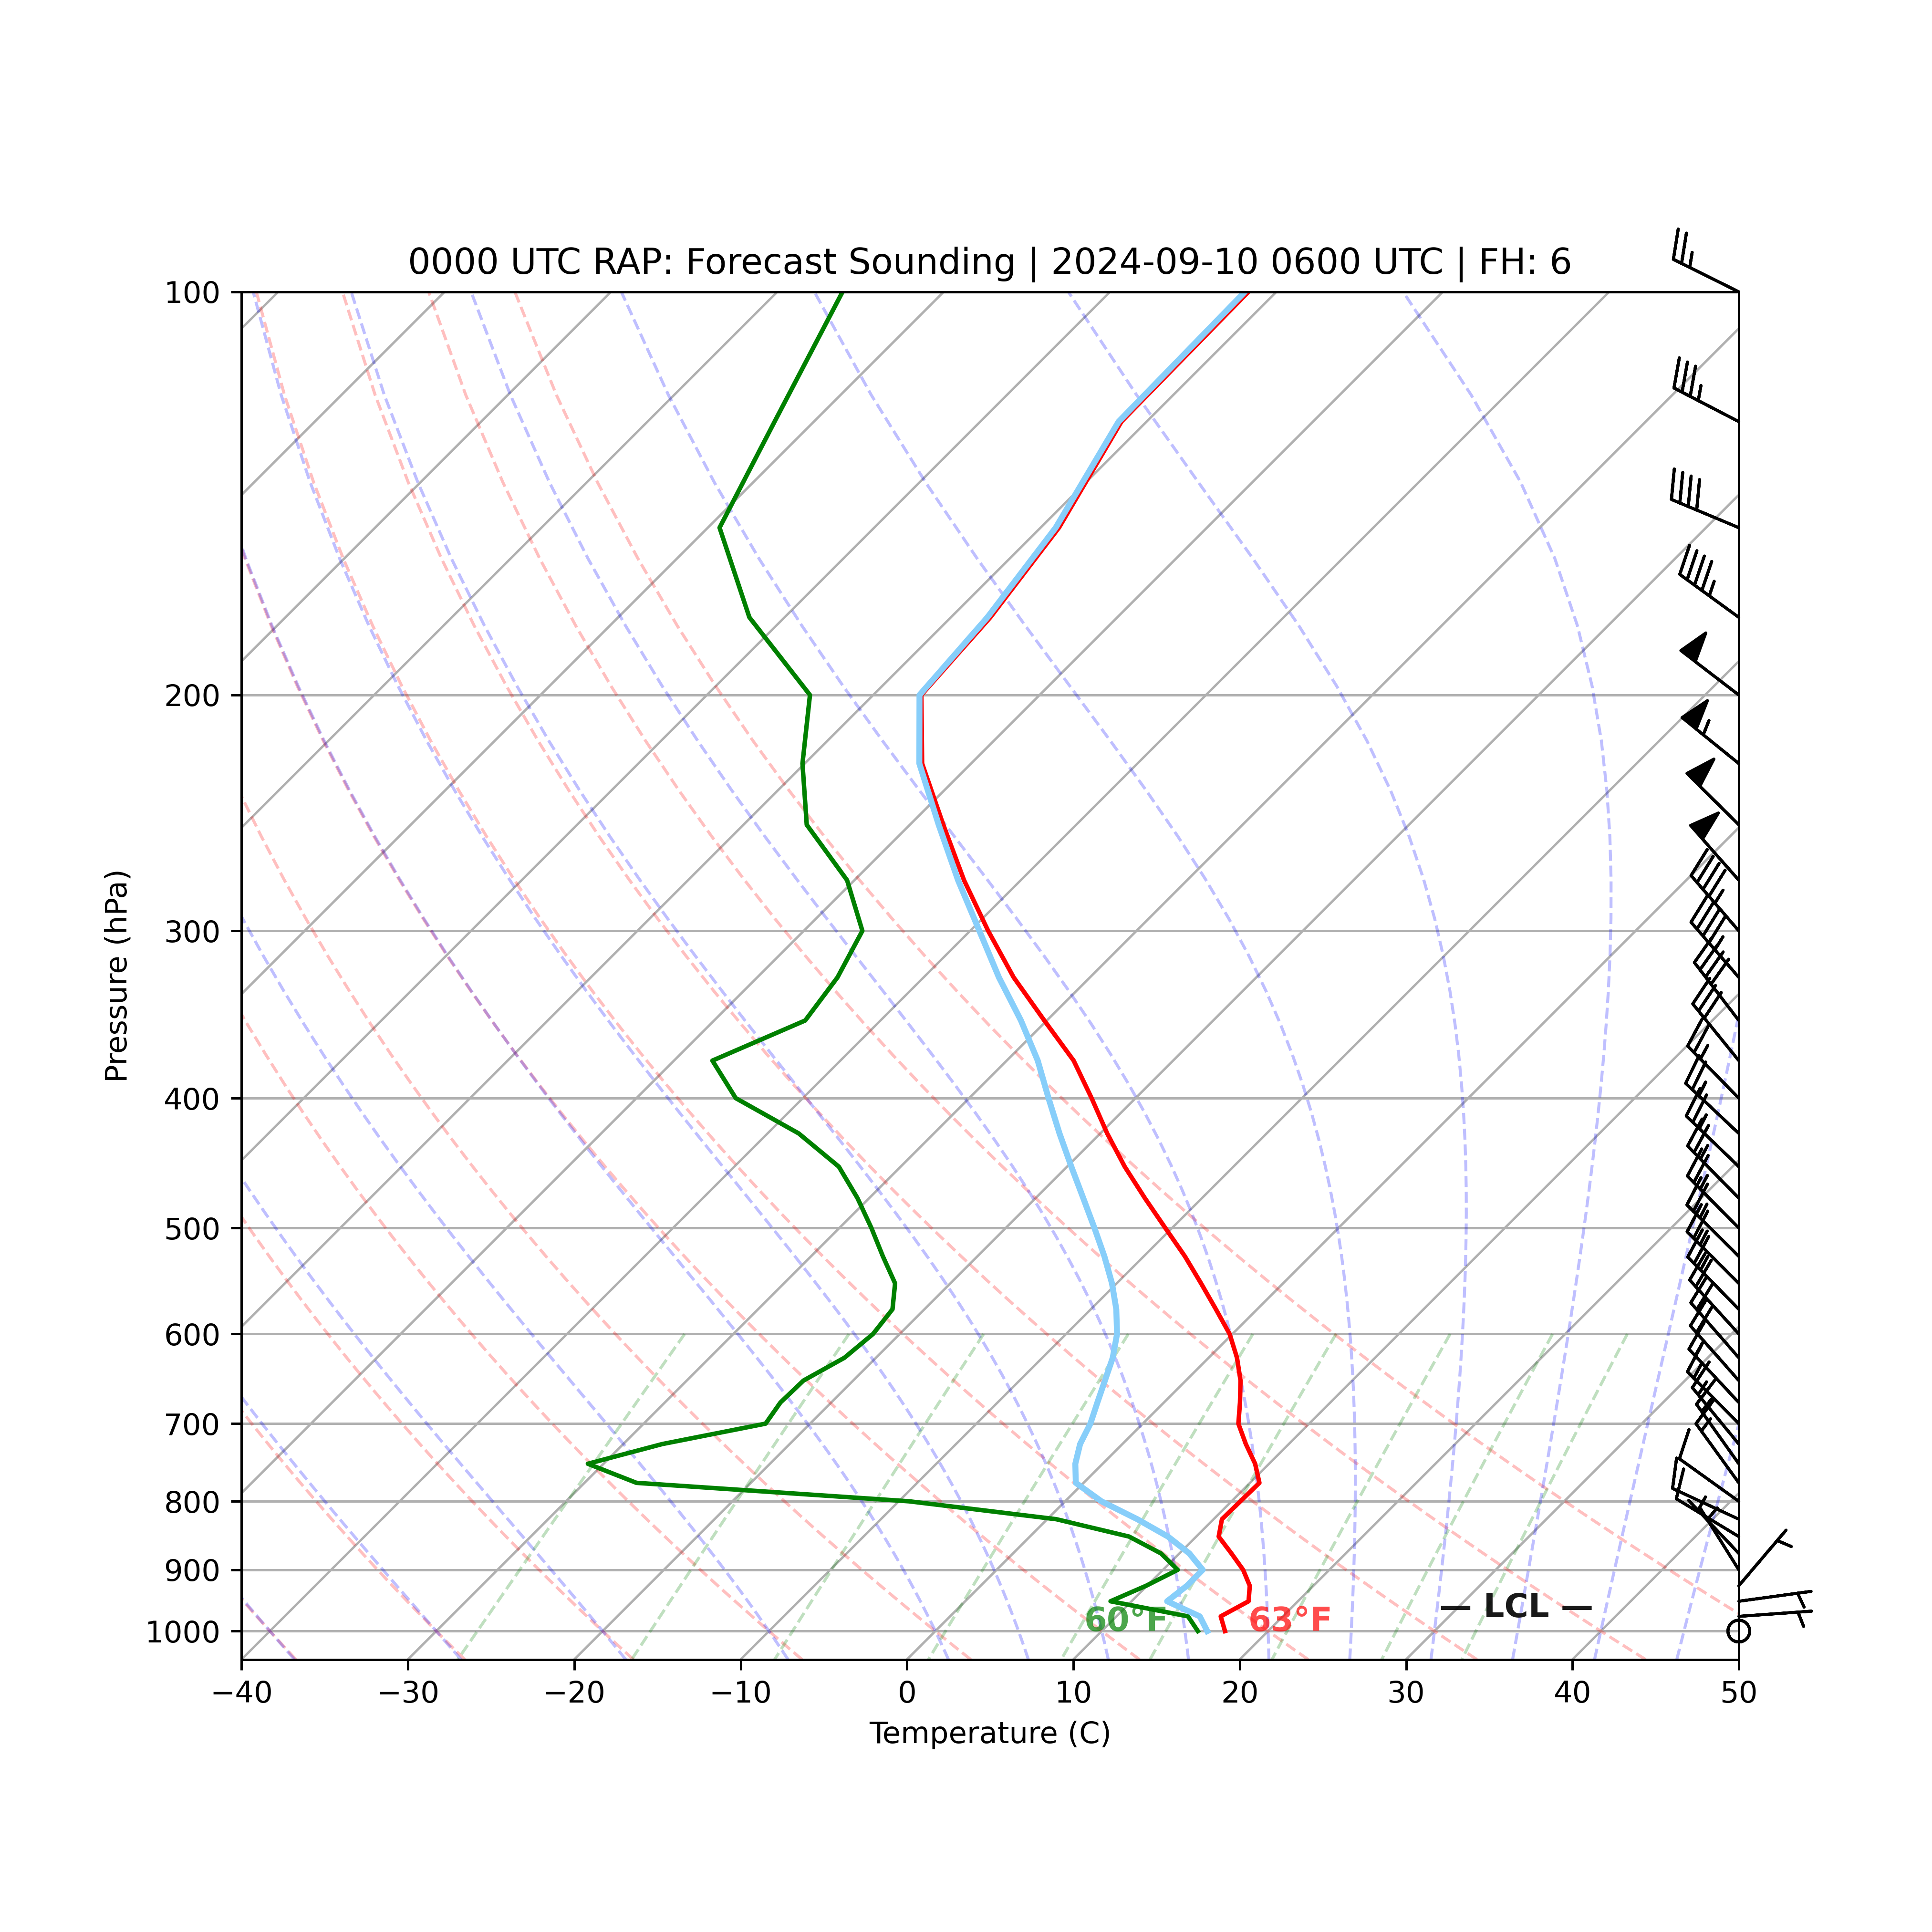 0000 UTC RAP: Forecast Sounding | 2024-09-10 0600 UTC | FH: 6
100
200
300
400
500
600
700
800
900
1000
Pressure (hPa)
60°F
63°F
— LCL —
−40 −30 −20 −10 0 10 20 30 40 50
Temperature (C)